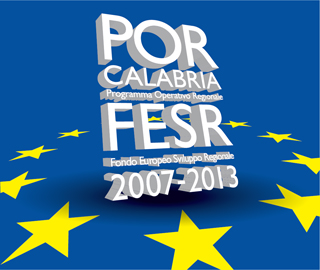 POR
CALABRIA
Programma Operativo Regionale
FESR
Fondo Europeo Sviluppo Regionale
2007-2013